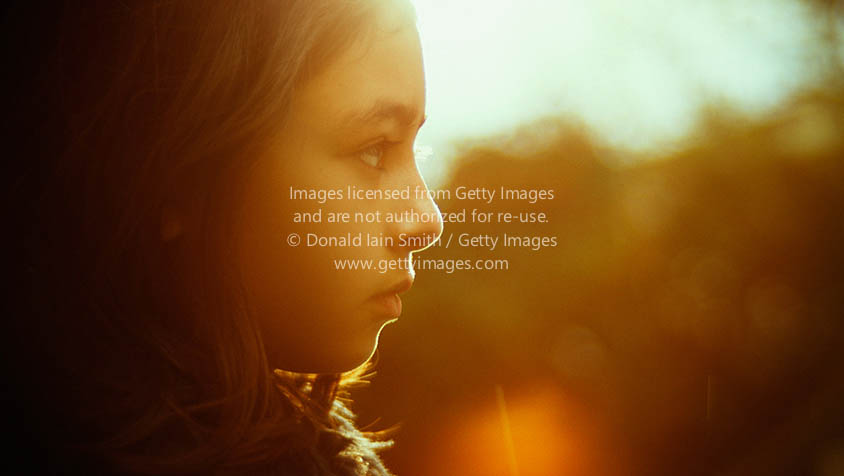 Images licensed from Getty Images
and are not authorized for re-use.
© Donald Iain Smith / Getty Images
www.gettyimages.com